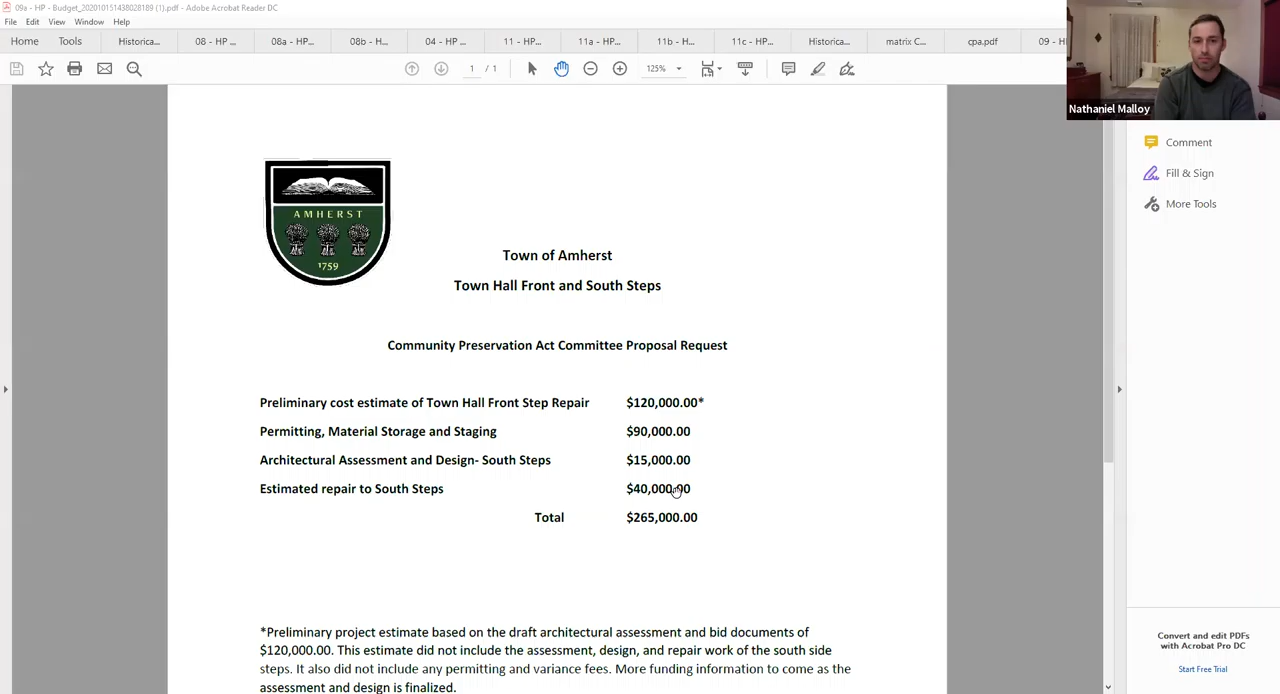 09a - HP - Budget_202010151438028189 (1).pdf - Adobe Acrobat Reader DC
File Edit View Window Help
Home Tools Historica... 08 - HP ... 08a - HP... 08b - H... 04 - HP ... 11 - HP... 11a - HP... 11b - H... 11c - HP... Historica... matrix C... cpa.pdf 09 - H
1 / 1 125%
Nathaniel Malloy
Comment
Fill & Sign
More Tools
AMHERST
1759
Town of Amherst
Town Hall Front and South Steps
Community Preservation Act Committee Proposal Request
Preliminary cost estimate of Town Hall Front Step Repair $120,000.00*
Permitting, Material Storage and Staging $90,000.00
Architectural Assessment and Design- South Steps $15,000.00
Estimated repair to South Steps $40,000.00
Total $265,000.00
*Preliminary project estimate based on the draft architectural assessment and bid documents of
$120,000.00. This estimate did not include the assessment, design, and repair work of the south side
steps. It also did not include any permitting and variance fees. More funding information to come as the
assessment and design is finalized.
Convert and edit PDFs
with Acrobat Pro DC
Start Free Trial